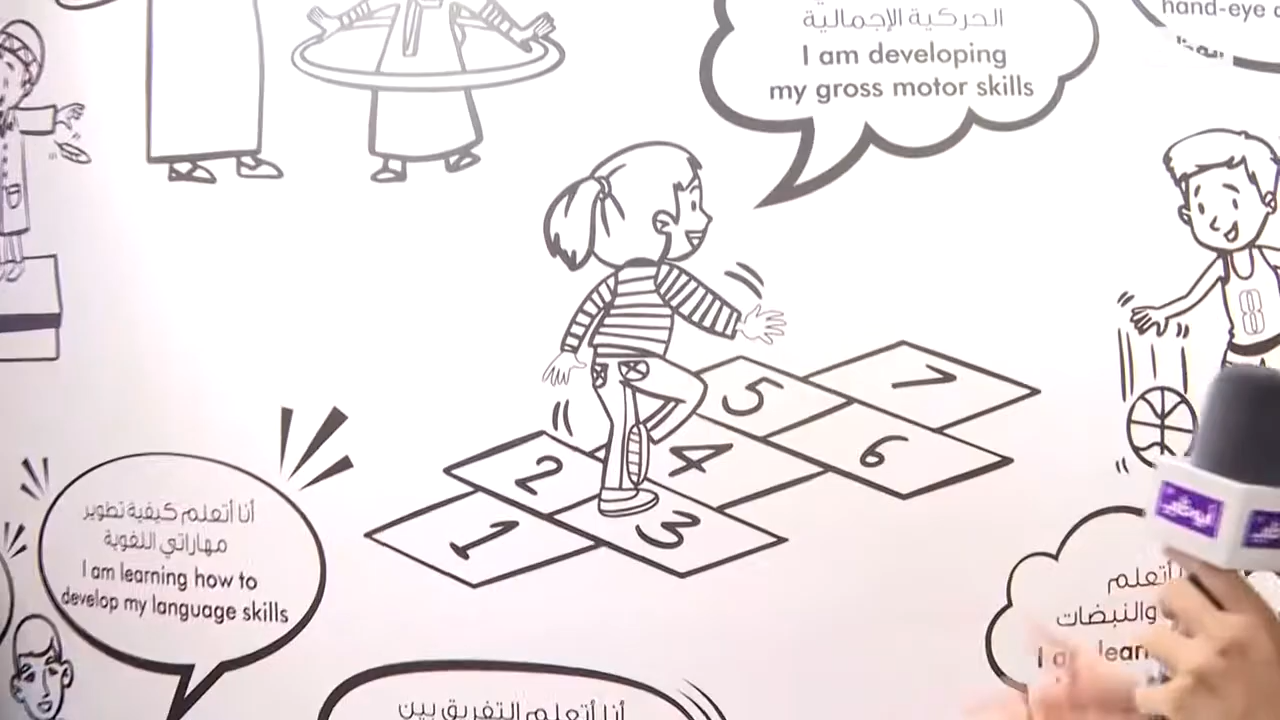 الحركية الإجمالية
I am developing
my gross motor skills
hand-eye
8
1
2
3
4
5
6
7
أنا أتعلم كيفية تطوير
مهاراتي اللغوية
I am learning how to
develop my language skills
أتعلم
والنبضات
I
أنا أتعلم التفريق بين
أبوظبي